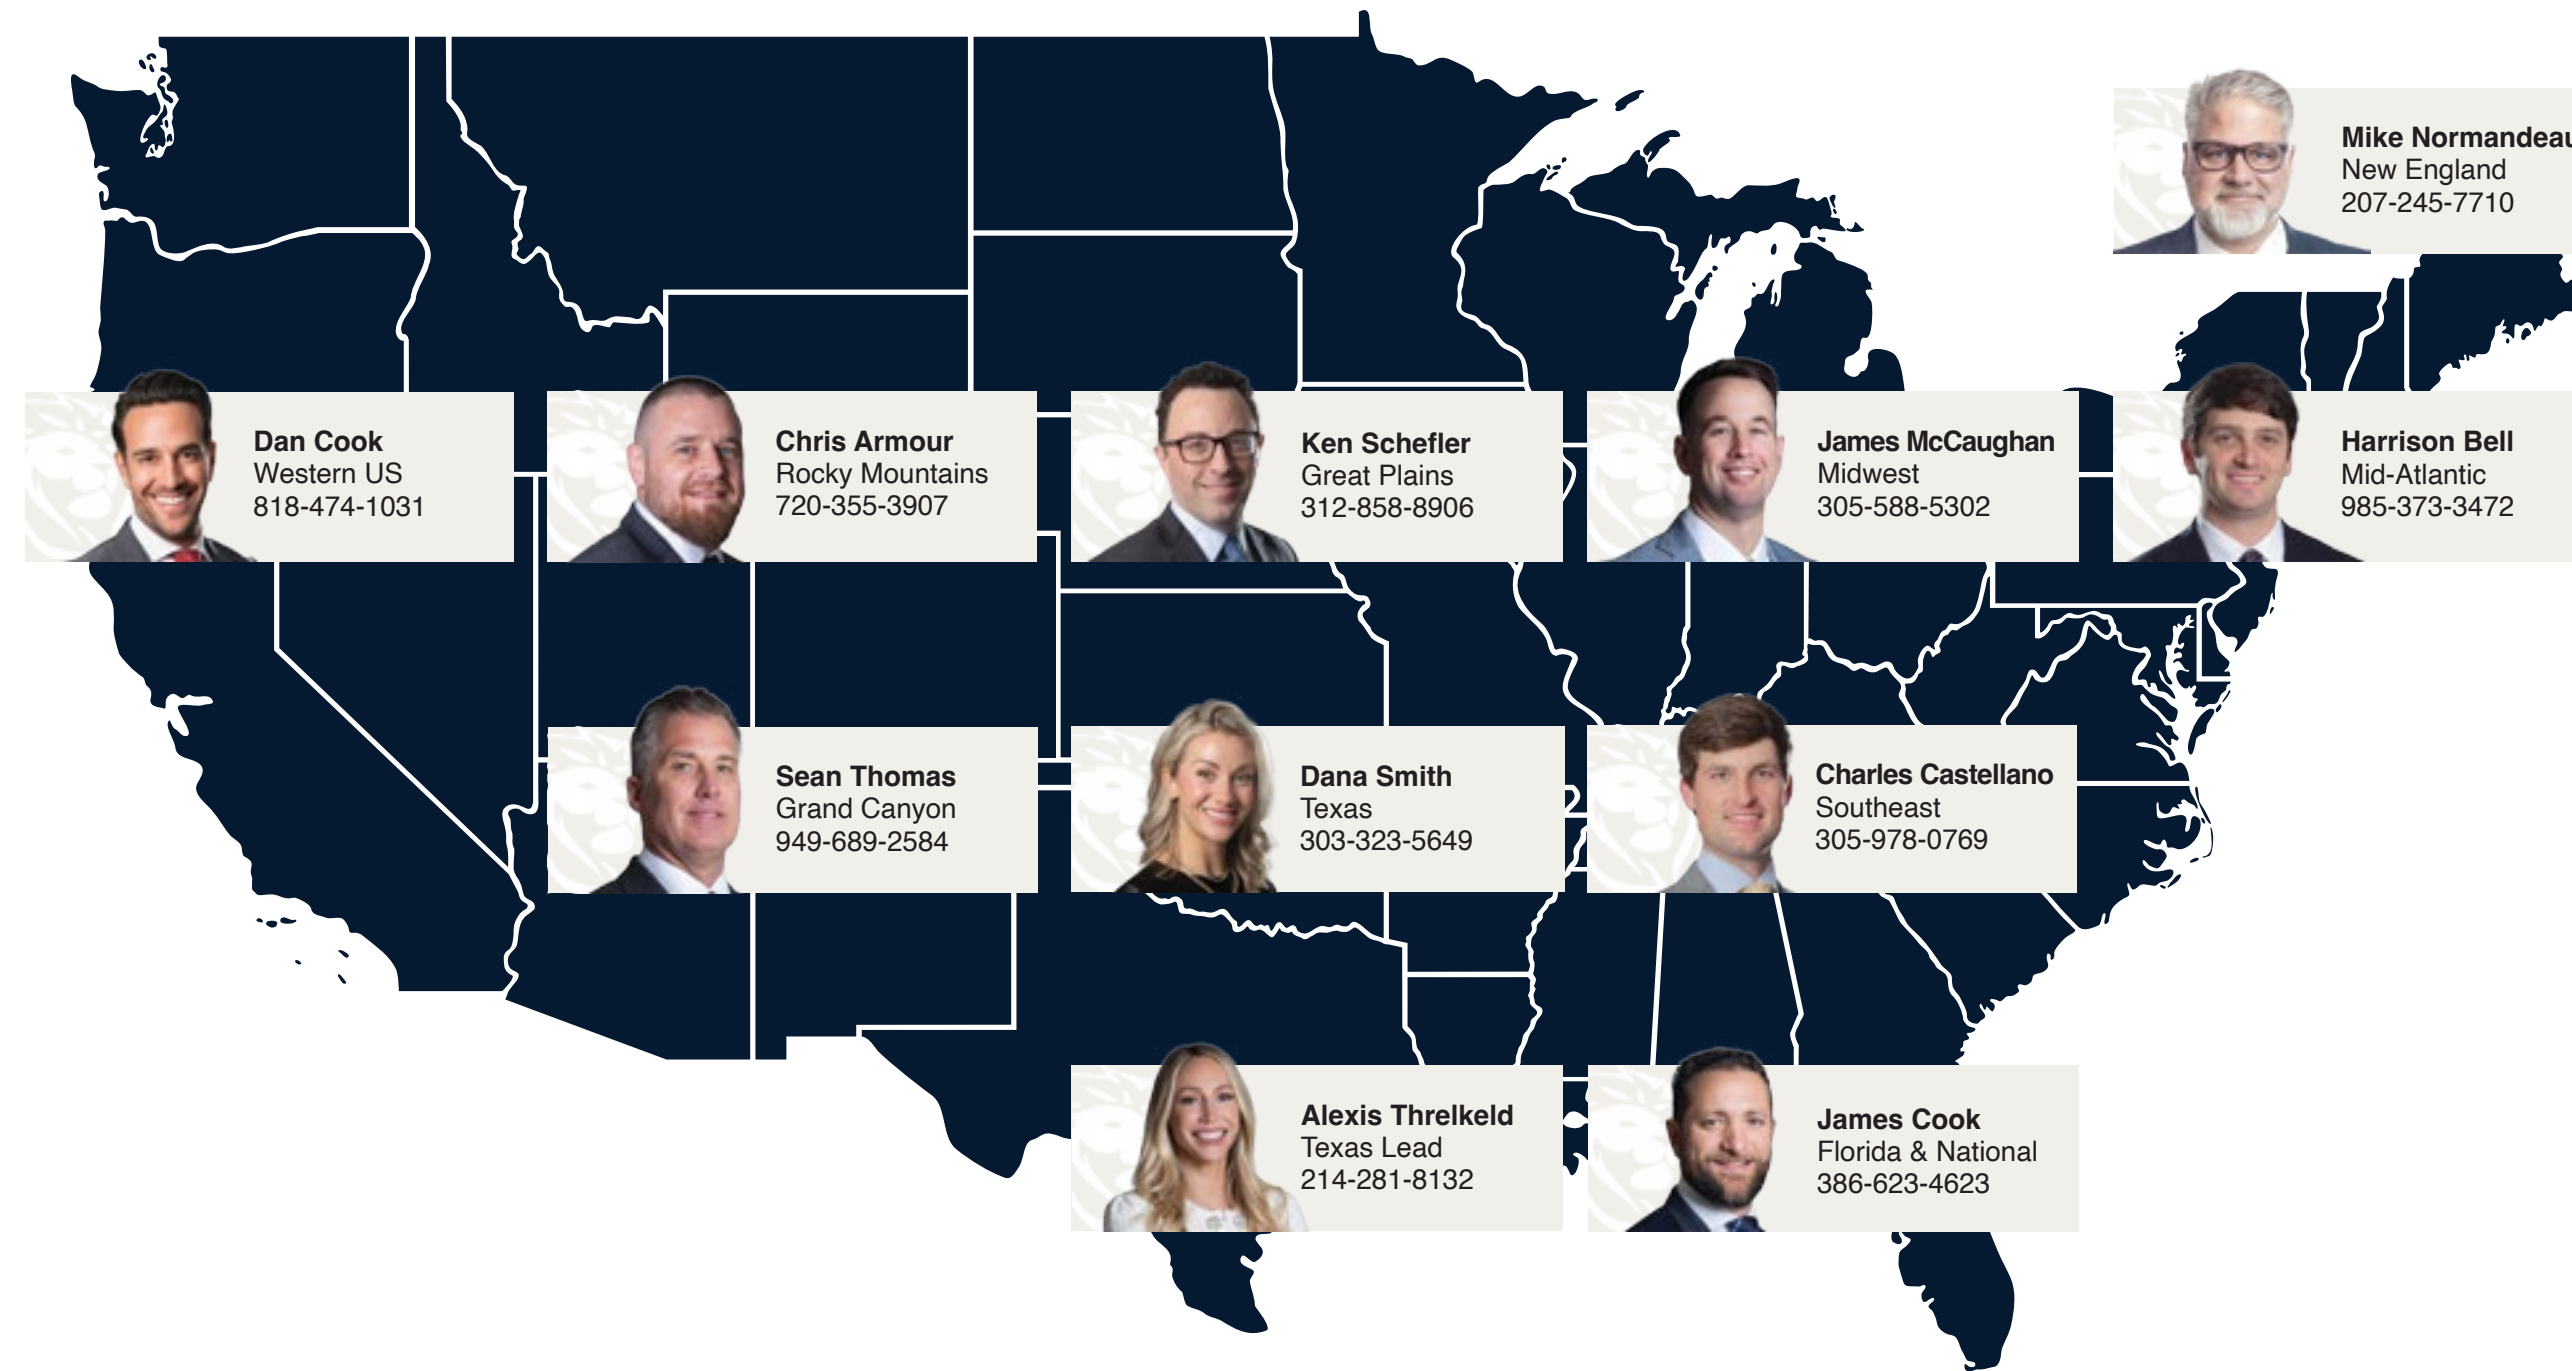 Mike Normandeau
New England
207-245-7710
Dan Cook
Western US
818-474-1031
Chris Armour
Rocky Mountains
720-355-3907
Ken Schefler
Great Plains
312-858-8906
James McCaughan
Midwest
305-588-5302
Harrison Bell
Mid-Atlantic
985-373-3472
Sean Thomas
Grand Canyon
949-689-2584
Dana Smith
Texas
303-323-5649
Charles Castellano
Southeast
305-978-0769
Alexis Threlkeld
Texas Lead
214-281-8132
James Cook
Florida & National
386-623-4623